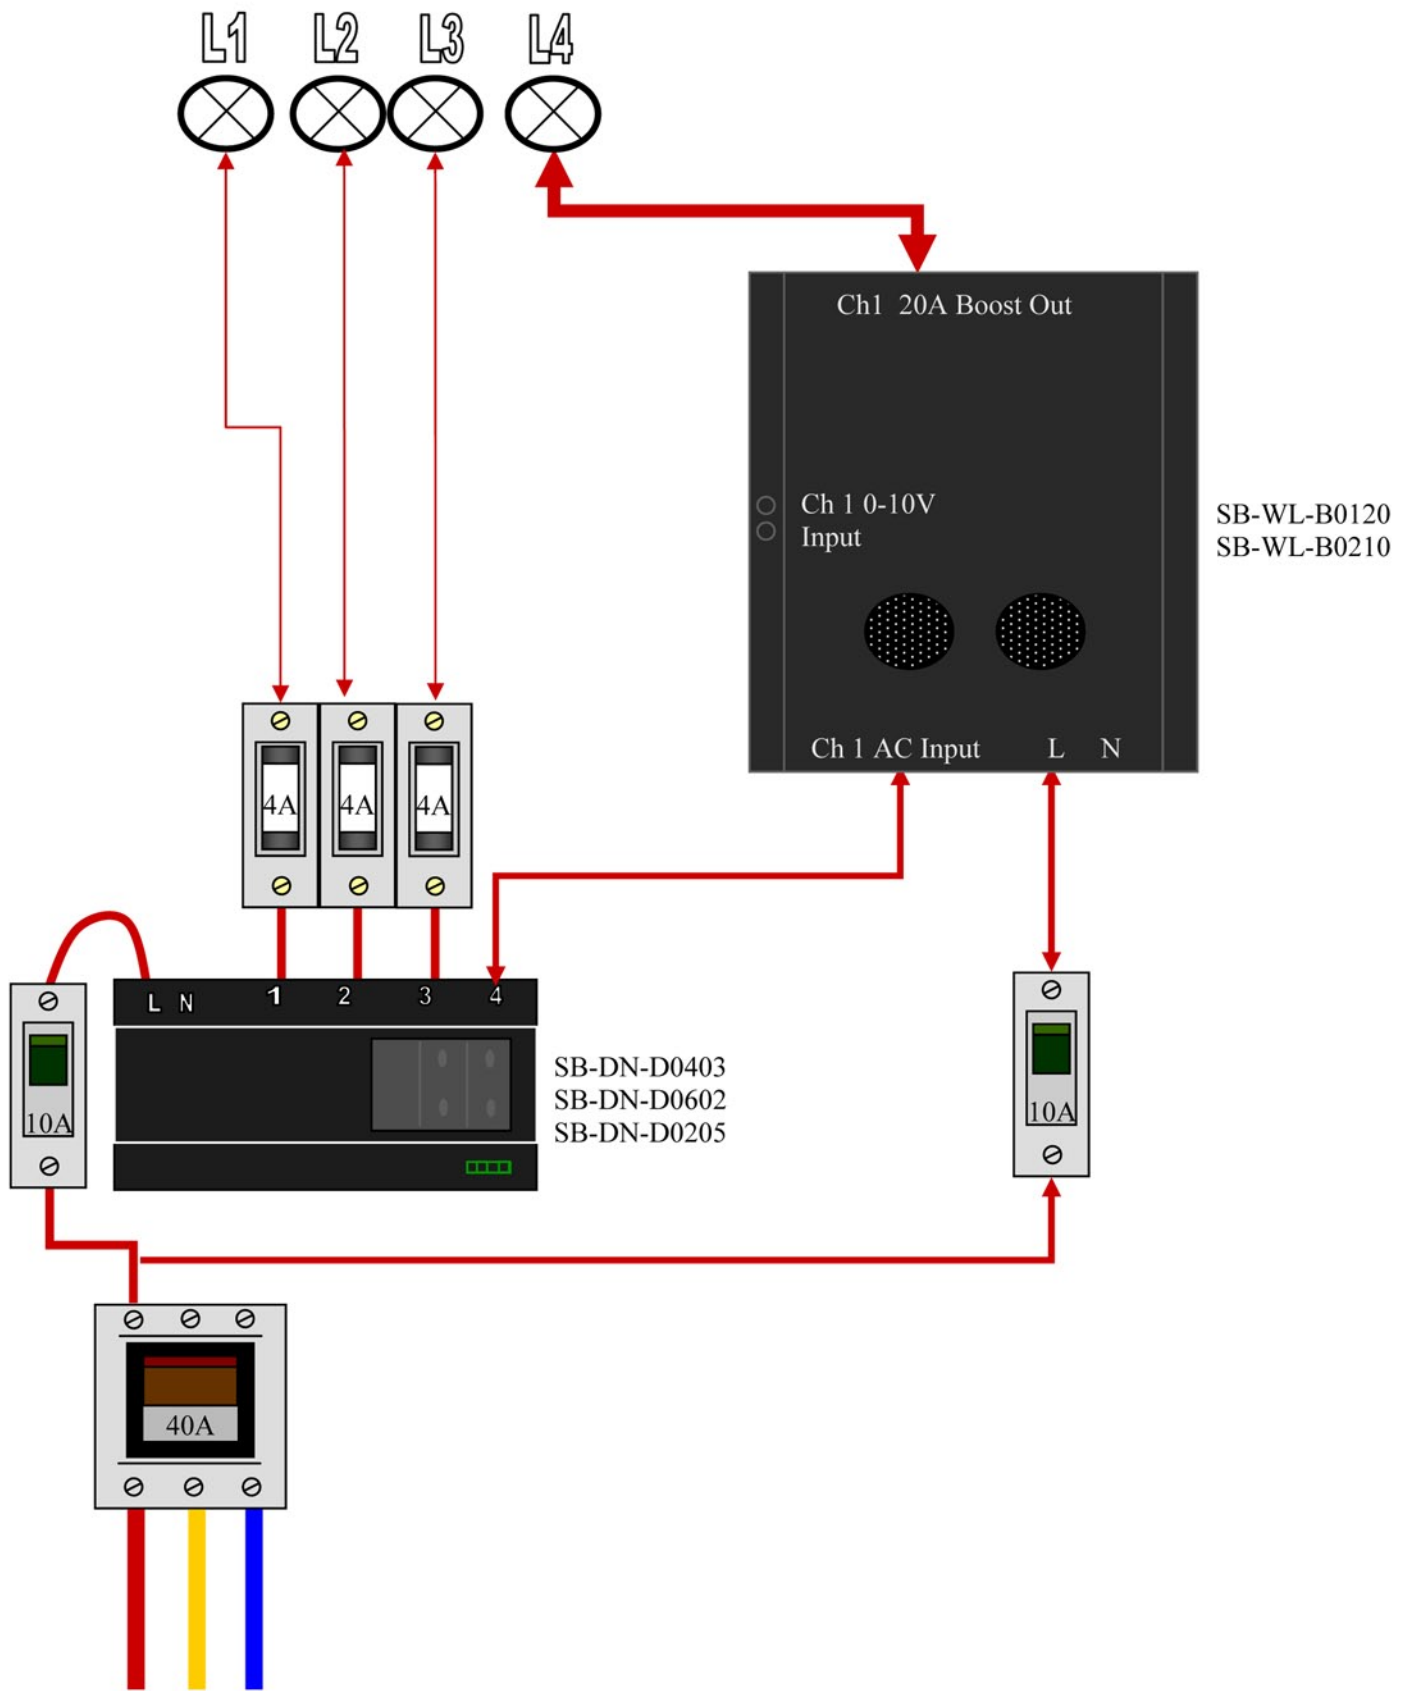 L1 L2 L3 L4
Ch1 20A Boost Out
Ch 1 0-10V
Input
SB-WL-B0120
SB-WL-B0210
Ch 1 AC Input L N
4A 4A 4A
L N 1 2 3 4
SB-DN-D0403
SB-DN-D0602
SB-DN-D0205
10A
10A
40A